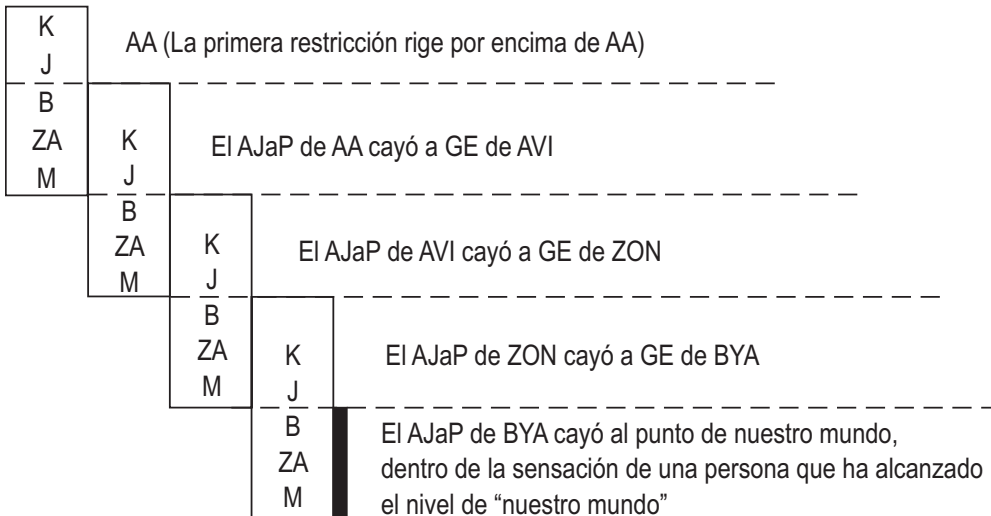 K
J
AA (La primera restricción rige por encima de AA)
B
ZA
M
K
J
El AJaP de AA cayó a GE de AVI
B
ZA
M
K
J
El AJaP de AVI cayó a GE de ZON
B
ZA
M
K
J
El AJaP de ZON cayó a GE de BYA
B
ZA
M
El AJaP de BYA cayó al punto de nuestro mundo,
dentro de la sensación de una persona que ha alcanzado
el nivel de “nuestro mundo”